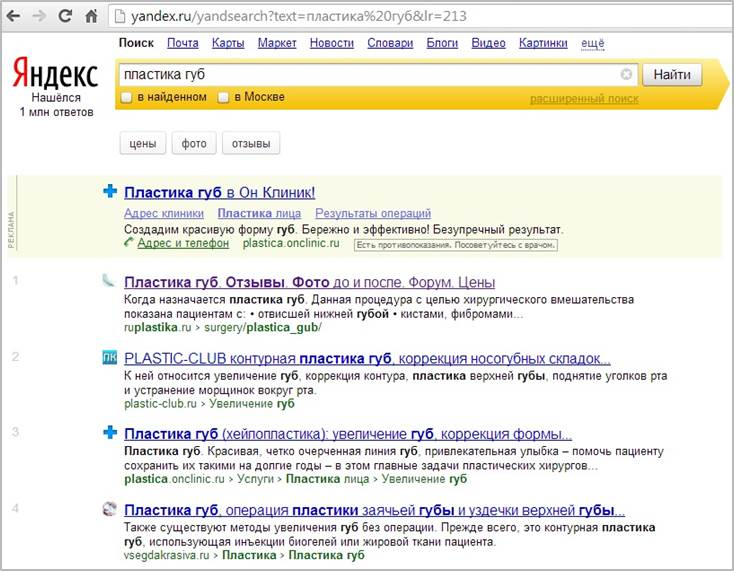 yandex.ru/yandsearch?text=пластика%20губ&lr=213
Поиск Почта Карты Маркет Новости Словари Блоги Видео Картинки ещё
Яндекс
Нашёлся
1 млн ответов
пластика губ
Найти
в найденном в Москве расширенный поиск
цены фото отзывы
РЕКЛАМА
Пластика губ в Он Клиник!
Адрес клиники Пластика лица Результаты операций
Создадим красивую форму губ. Бережно и эффективно! Безупречный результат.
Адрес и телефон plastica.onclinic.ru Есть противопоказания. Посоветуйтесь с врачом.
1 Пластика губ. Отзывы. Фото до и после. Форум. Цены
Когда назначается пластика губ. Данная процедура с целью хирургического вмешательства
показана пациентам с: • отвисшей нижней губой • кистами, фибромами...
ruplastika.ru > surgery/plastica_gub/
2 ПК PLASTIC-CLUB контурная пластика губ, коррекция носогубных складок...
К ней относится увеличение губ, коррекция контура, пластика верхней губы, поднятие уголков рта
и устранение морщинок вокруг рта.
plastic-club.ru > Увеличение губ
3 Пластика губ (хейлопластика): увеличение губ, коррекция формы...
Пластика губ. Красивая, четко очерченная линия губ, привлекательная улыбка – помочь пациенту
сохранить их такими на долгие годы – в этом главные задачи пластических хирургов...
plastica.onclinic.ru > Услуги > Пластика лица > Увеличение губ
4 Пластика губ, операция пластики заячьей губы и уздечки верхней губы...
Также существуют методы увеличения губ без операции. Прежде всего, это контурная пластика
губ, использующая инъекции биогелей или жировой ткани пациента.
vsegdakrasiva.ru > Пластика > Пластика губ